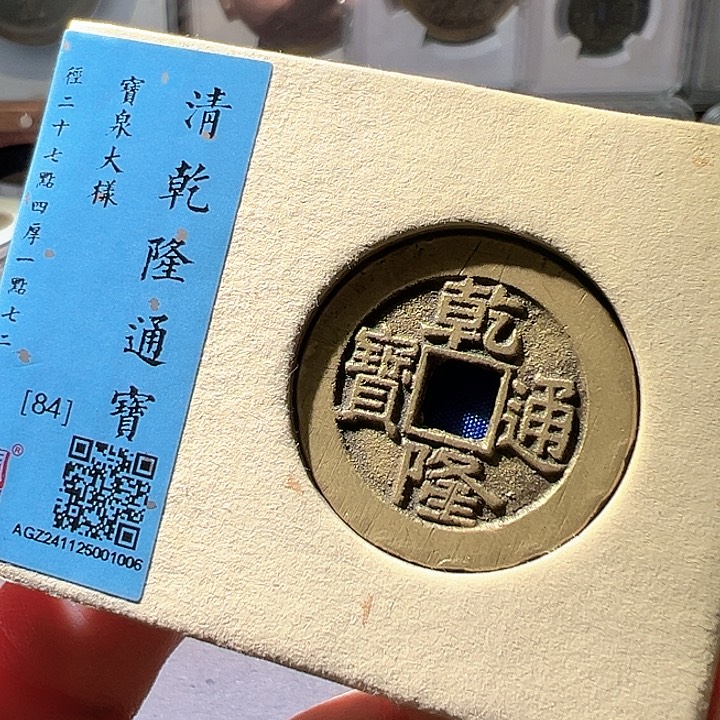 清乾隆通寶
寶泉大樣
徑二十七點四厚一點七二
[84]
®
AGZ241125001006
乾隆通寶